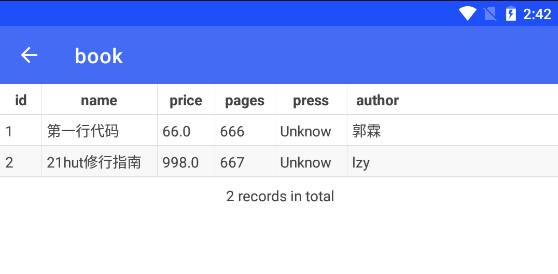 2:42
book
id name price pages press author
1 第一行代码 66.0 666 Unknow 郭霖
2 21hut修行指南 998.0 667 Unknow lzy
2 records in total